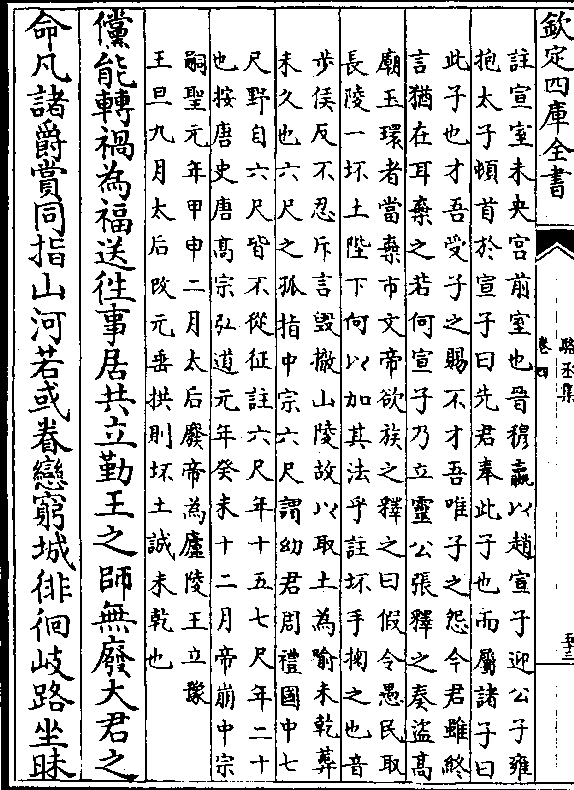 欽定四庫全書
駱丞集
卷四
五十三
註宣室未央宮前室也晉穆嬴以趙宣子迎公子雍
抱太子頓首於宣子曰先君奉此子也而屬諸子曰
此子也才吾受子之賜不才吾唯子之怨今君雖終
言猶在耳棄之若何宣子乃立靈公張釋之奏盜高
廟玉環者當棄市文帝欲族之釋之曰假令愚民取
長陵一坏土陛下何以加其法乎註坏手掬之也音
步侯反不忍斥言毀撤山陵故以取土為喻未乾葬
未久也六尺之孤指中宗六尺謂幼君周禮國中七
尺野自六尺皆不從征註六尺年十五七尺年二十
也按唐史唐髙宗弘道元年癸未十二月帝崩中宗
嗣聖元年甲申二月太后廢帝為廬陵王立豫
王旦九月太后改元垂拱則坏土誠未乾也
儻能轉禍為福送徃事居共立勤王之師無廢大君之
命凡諸爵賞同指山河若或眷戀窮城徘徊岐路坐昧